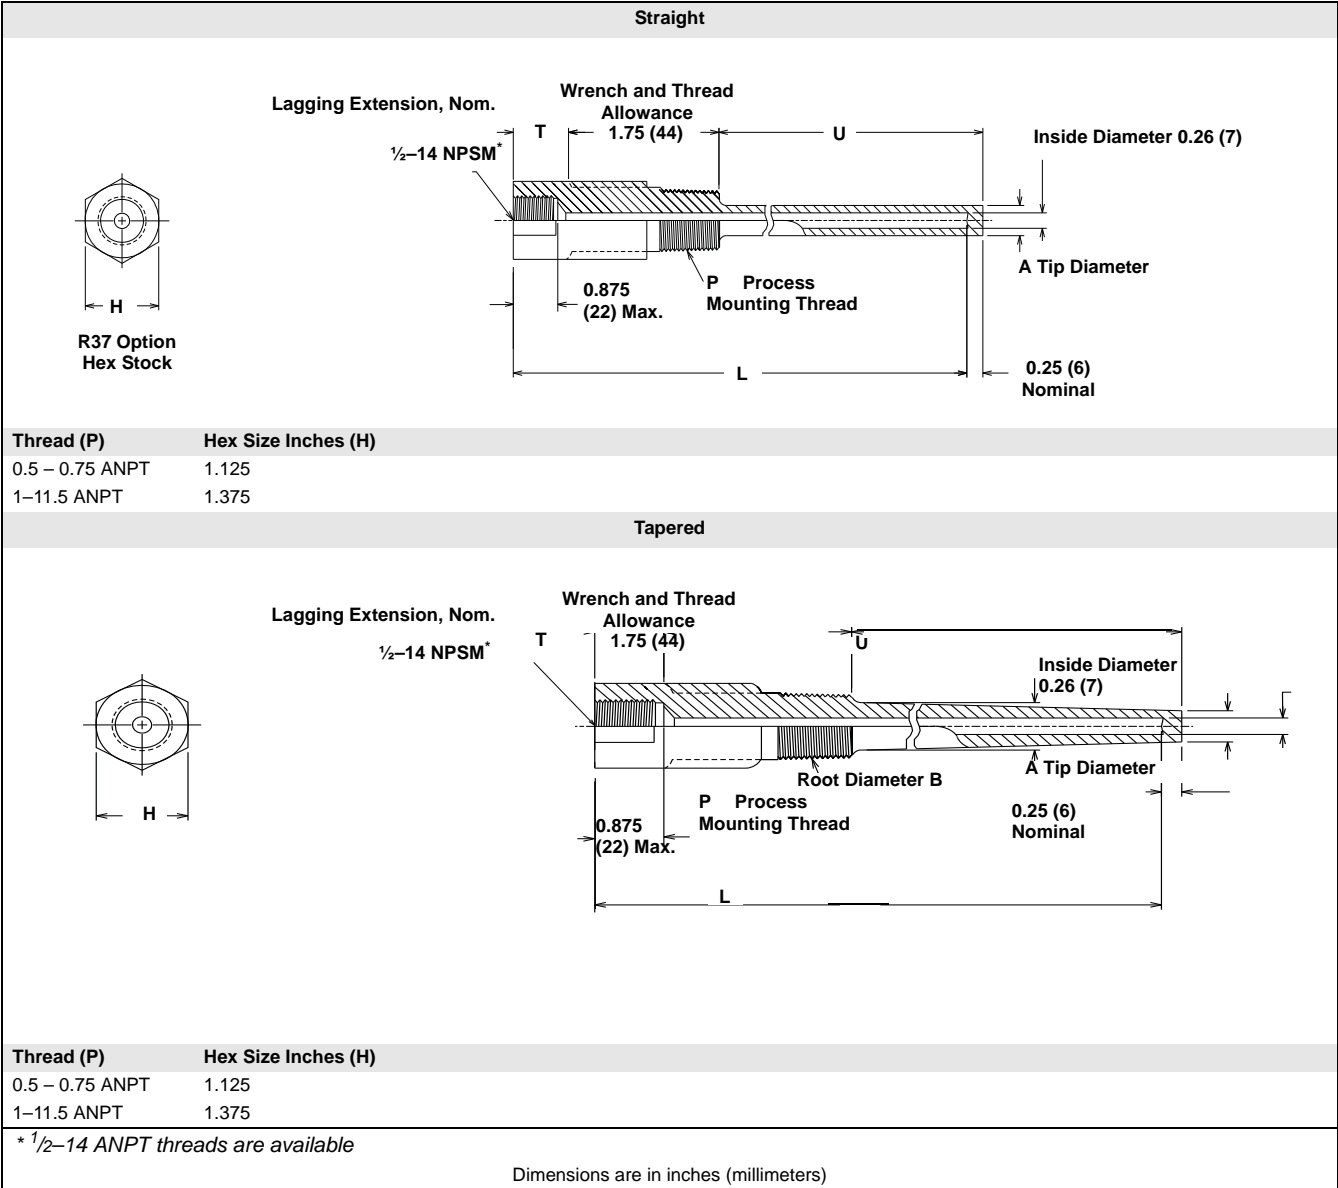 Straight
Lagging Extension, Nom.
Wrench and Thread
Allowance
1.75 (44)
T
U
½–14 NPSM*
Inside Diameter 0.26 (7)
H
R37 Option
Hex Stock
0.875
(22) Max.
P Process
Mounting Thread
A Tip Diameter
L
0.25 (6)
Nominal
Thread (P) Hex Size Inches (H)
0.5 – 0.75 ANPT 1.125
1–11.5 ANPT 1.375
Tapered
Lagging Extension, Nom.
Wrench and Thread
Allowance
1.75 (44)
T
U
½–14 NPSM*
Inside Diameter
0.26 (7)
H
Root Diameter B
A Tip Diameter
P Process
Mounting Thread
0.875
(22) Max.
0.25 (6)
Nominal
L
Thread (P) Hex Size Inches (H)
0.5 – 0.75 ANPT 1.125
1–11.5 ANPT 1.375
* 1/2–14 ANPT threads are available
Dimensions are in inches (millimeters)